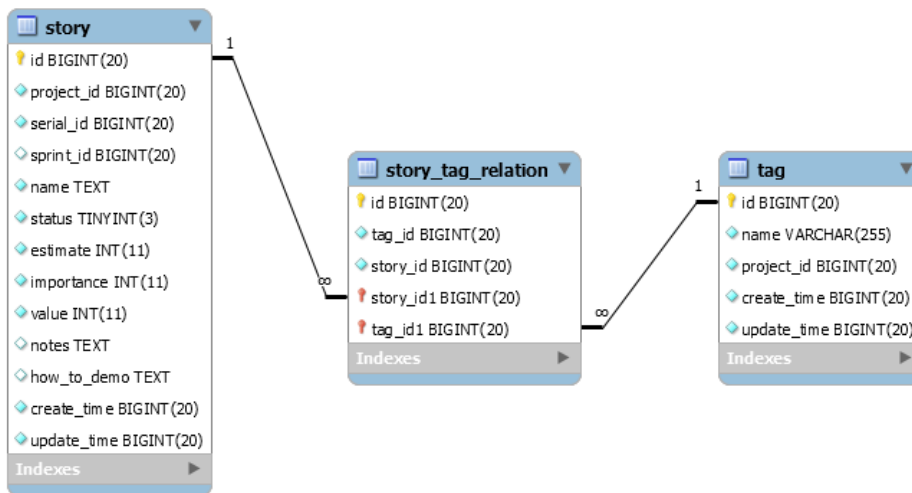 story
id BIGINT(20)
project_id BIGINT(20)
serial_id BIGINT(20)
sprint_id BIGINT(20)
name TEXT
status TINYINT(3)
estimate INT(11)
importance INT(11)
value INT(11)
notes TEXT
how_to_demo TEXT
create_time BIGINT(20)
update_time BIGINT(20)
Indexes
1
∞
story_tag_relation
id BIGINT(20)
tag_id BIGINT(20)
story_id BIGINT(20)
story_id1 BIGINT(20)
tag_id1 BIGINT(20)
Indexes
∞
1
tag
id BIGINT(20)
name VARCHAR(255)
project_id BIGINT(20)
create_time BIGINT(20)
update_time BIGINT(20)
Indexes